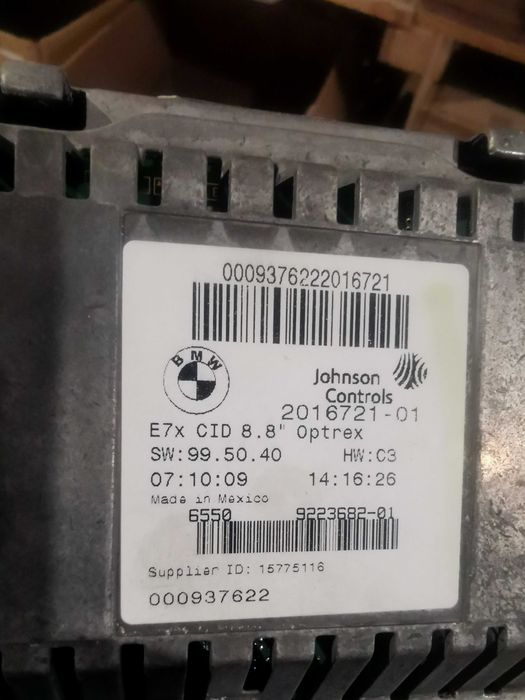 0009376222016721
BMW
Johnson
Controls
2016721-01
E7x CID 8.8" Optrex
SW:99.50.40 HW:C3
07:10:09 14:16:26
Made in Mexico
6550 9223682-01
Supplier ID: 15775116
000937622